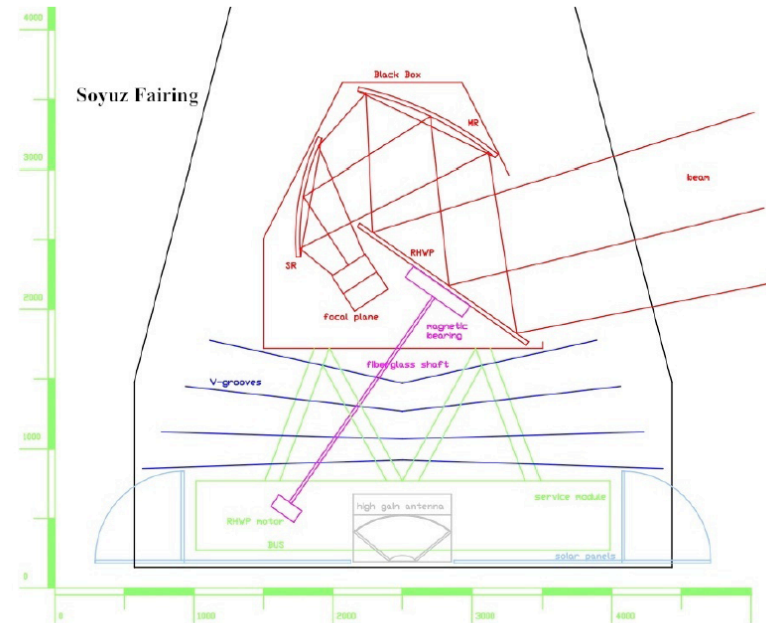 4000
Soyuz Fairing
Black Box
MR
3000
beam
RHWP
SR
focal plane
2000
magnetic
bearing
fiberglass shaft
V-grooves
1000
high gain antenna
service module
RHWP motor
BUS
solar panels
0
0
1000
2000
3000
4000